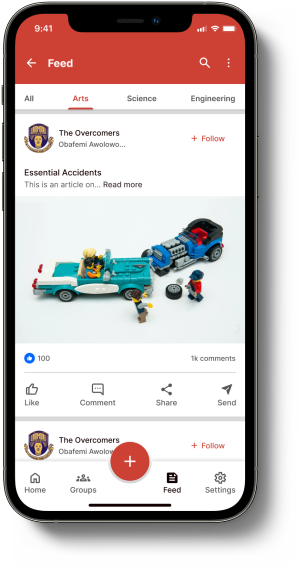 9:41
Feed
All Arts Science Engineering
The Overcomers
Obafemi Awolowo...
+ Follow
Essential Accidents
This is an article on... Read more
100 1k comments
Like Comment Share Send
The Overcomers
Obafemi Awolow
+ Follow
+
Home Groups Feed Settings